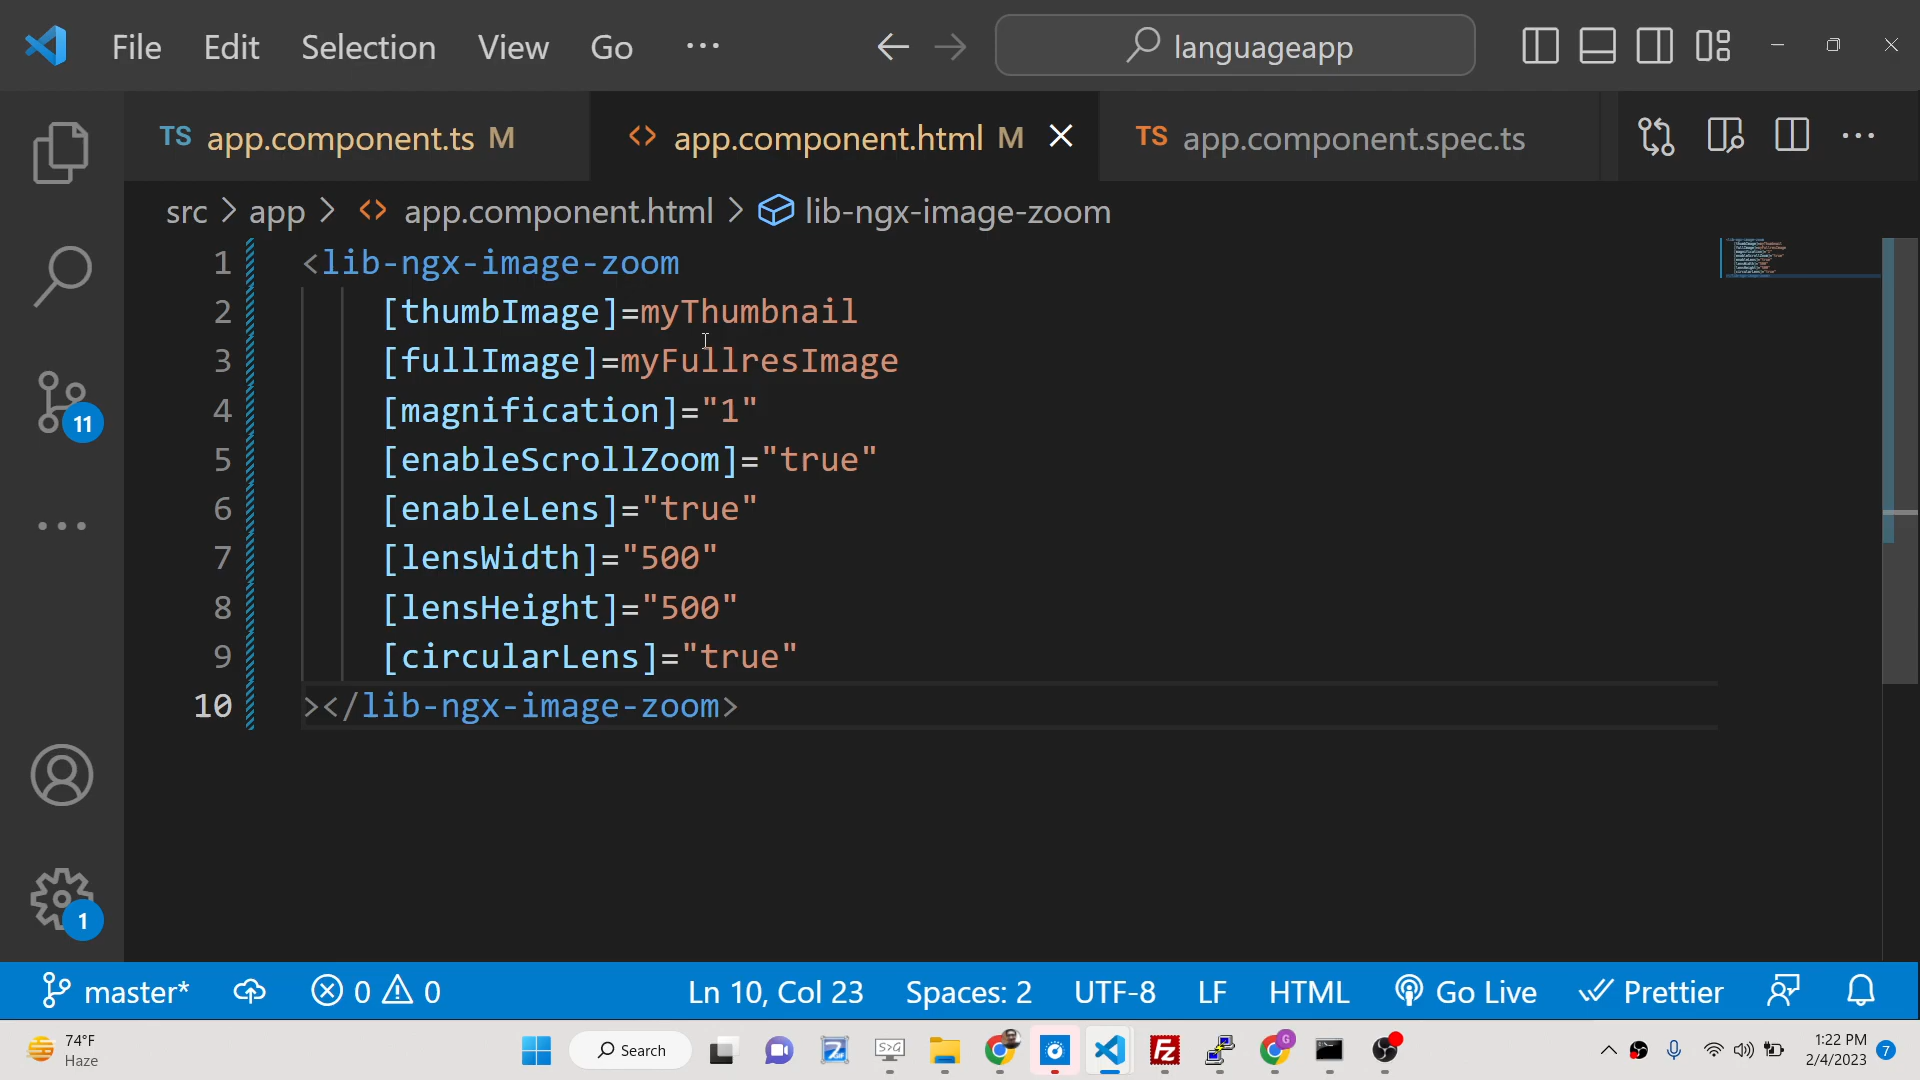 File Edit Selection View Go ··· languageapp
TS app.component.ts M <> app.component.html M TS app.component.spec.ts
src > app > <> app.component.html > lib-ngx-image-zoom
1 <lib-ngx-image-zoom
2 [thumbImage]=myThumbnail
3 [fullImage]=myFullresImage
4 [magnification]="1"
5 [enableScrollZoom]="true"
6 [enableLens]="true"
7 [lensWidth]="500"
8 [lensHeight]="500"
9 [circularLens]="true"
10 ></lib-ngx-image-zoom>
11
1
master* 0 0 Ln 10, Col 23 Spaces: 2 UTF-8 LF HTML Go Live Prettier
74°F
Haze
Search
S>G
G
Fz
1:22 PM
2/4/2023
7